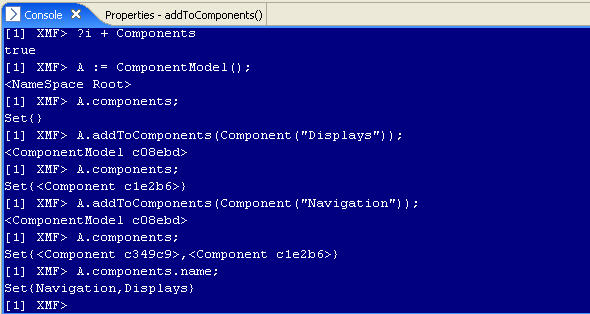 Console Properties - addToComponents()
[1] XMF> ?i + Components
true
[1] XMF> A := ComponentModel();
<NameSpace Root>
[1] XMF> A.components;
Set{}
[1] XMF> A.addToComponents(Component("Displays"));
<ComponentModel c08ebd>
[1] XMF> A.components;
Set{<Component c1e2b6>}
[1] XMF> A.addToComponents(Component("Navigation"));
<ComponentModel c08ebd>
[1] XMF> A.components;
Set{<Component c349c9>,<Component c1e2b6>}
[1] XMF> A.components.name;
Set{Navigation,Displays}
[1] XMF>